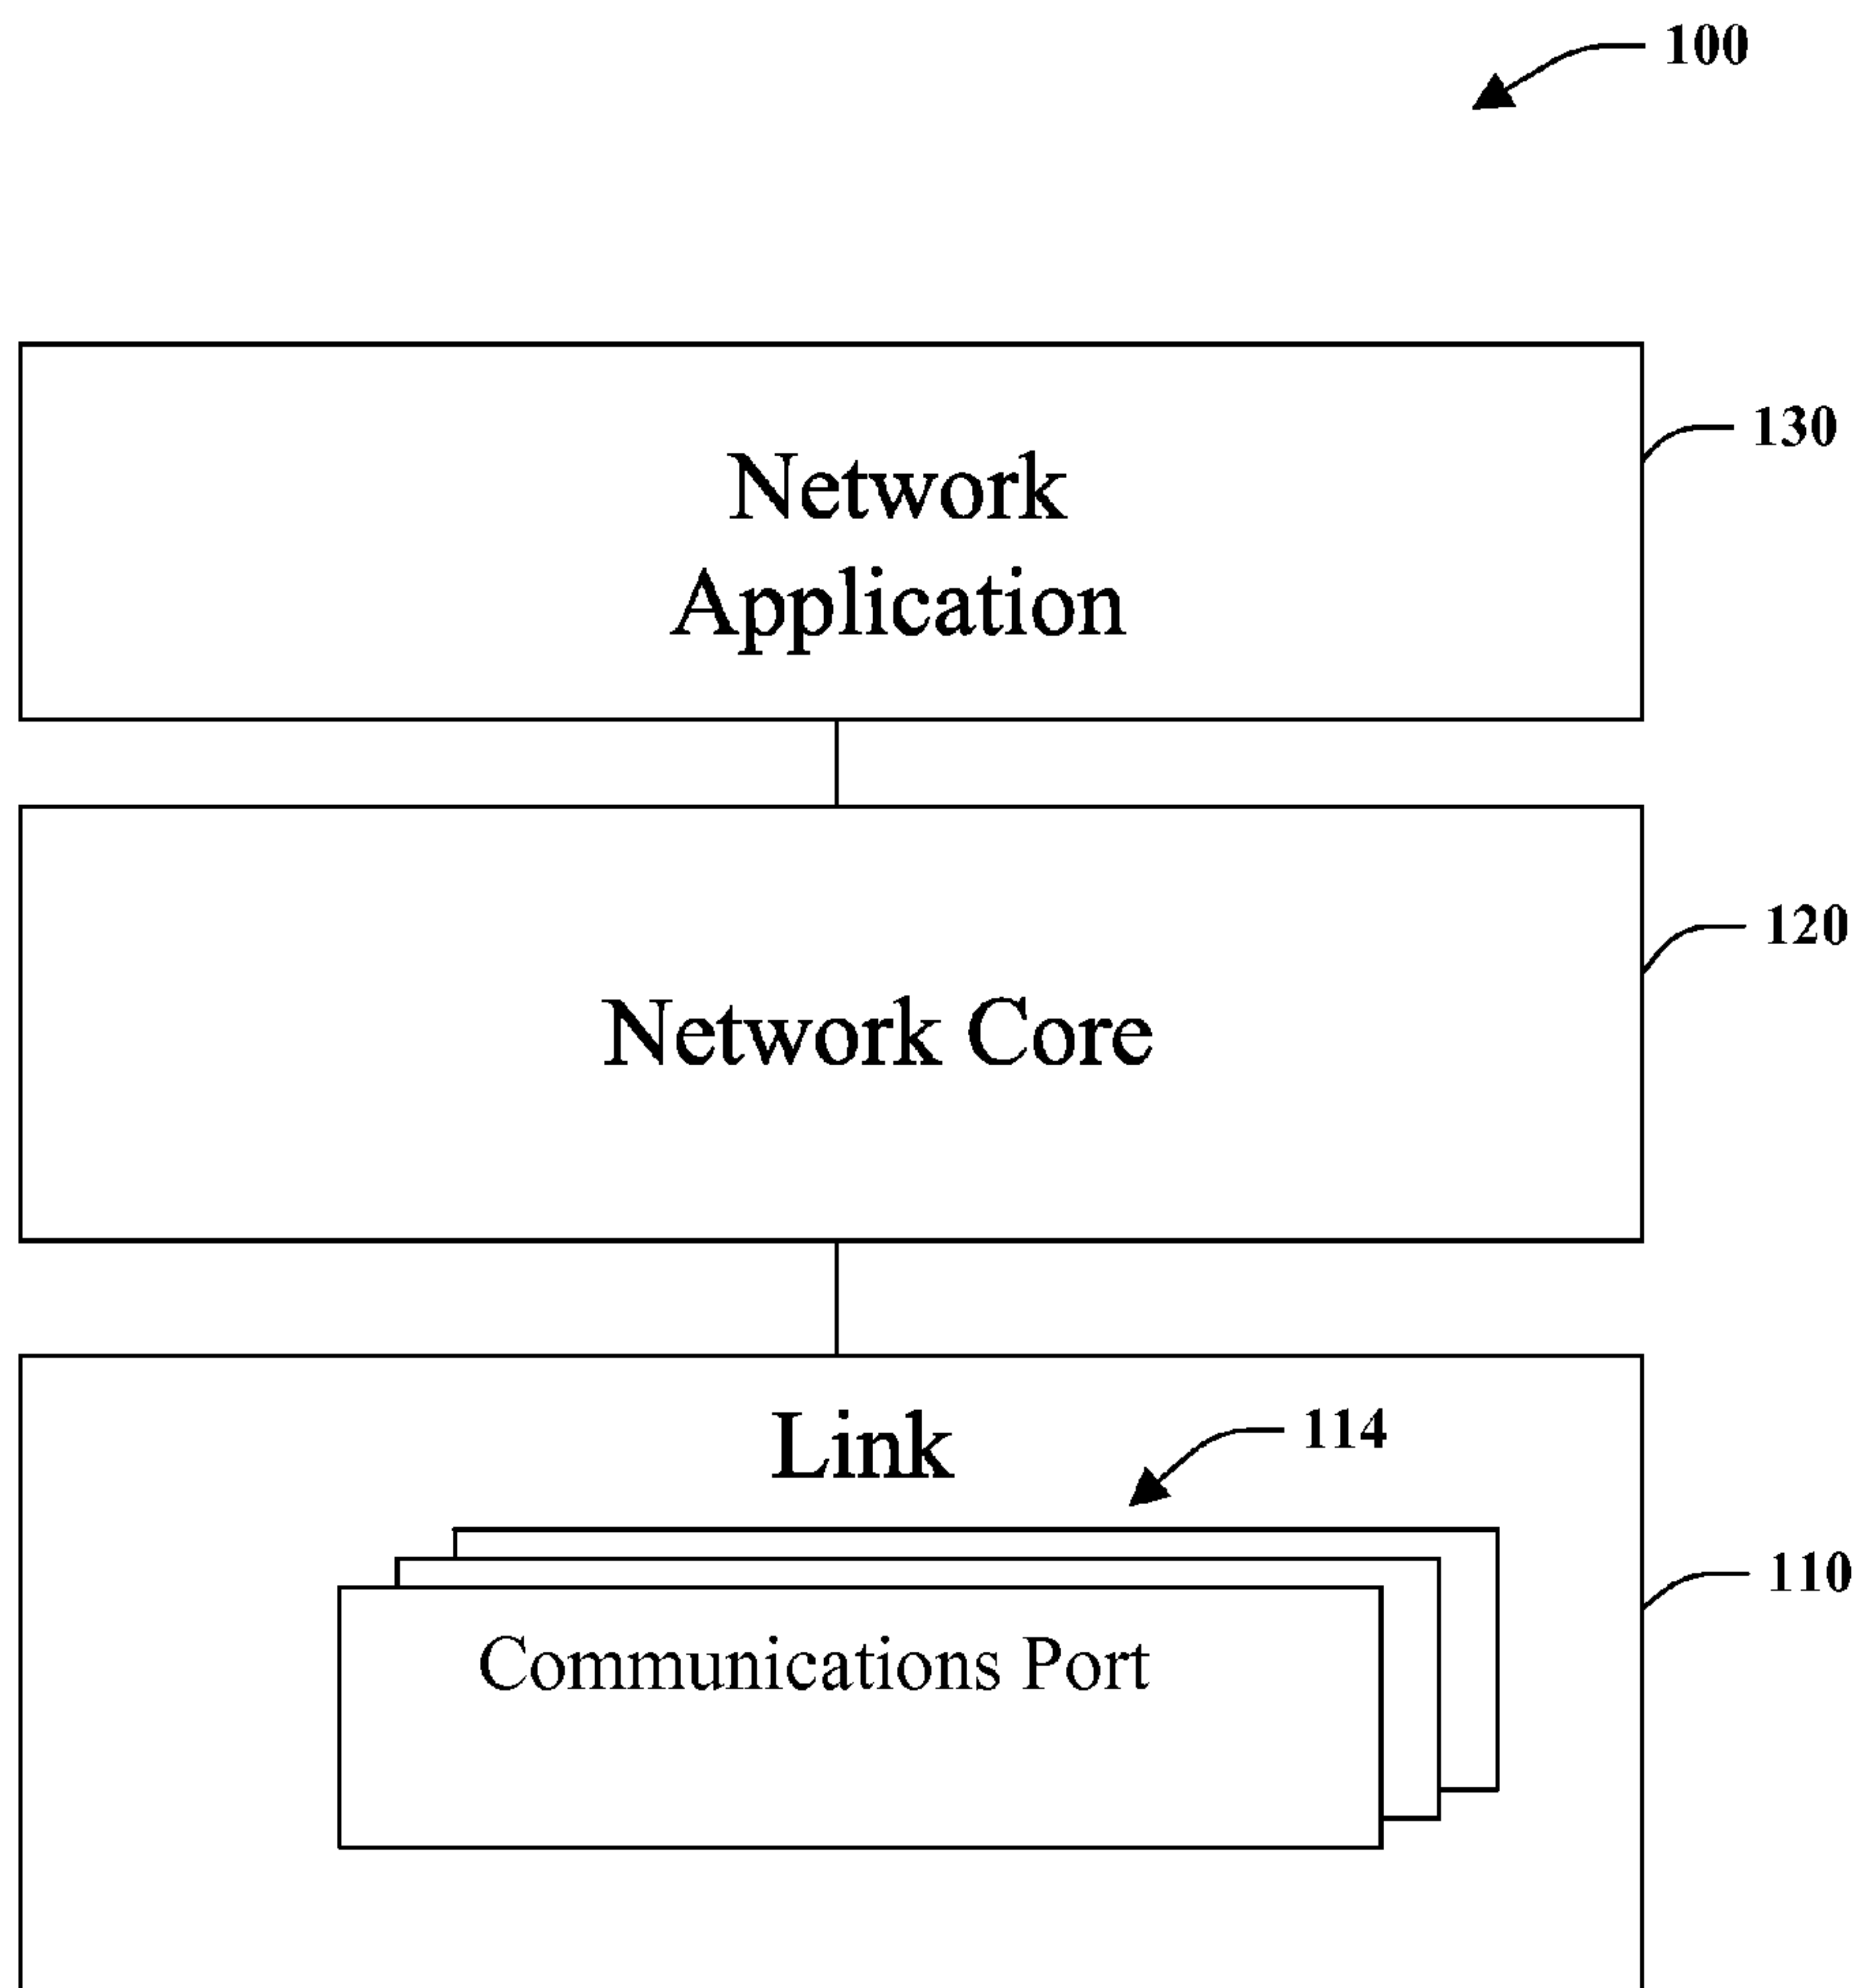 100
Network
Application
130
Network Core
120
Link
114
110
Communications Port